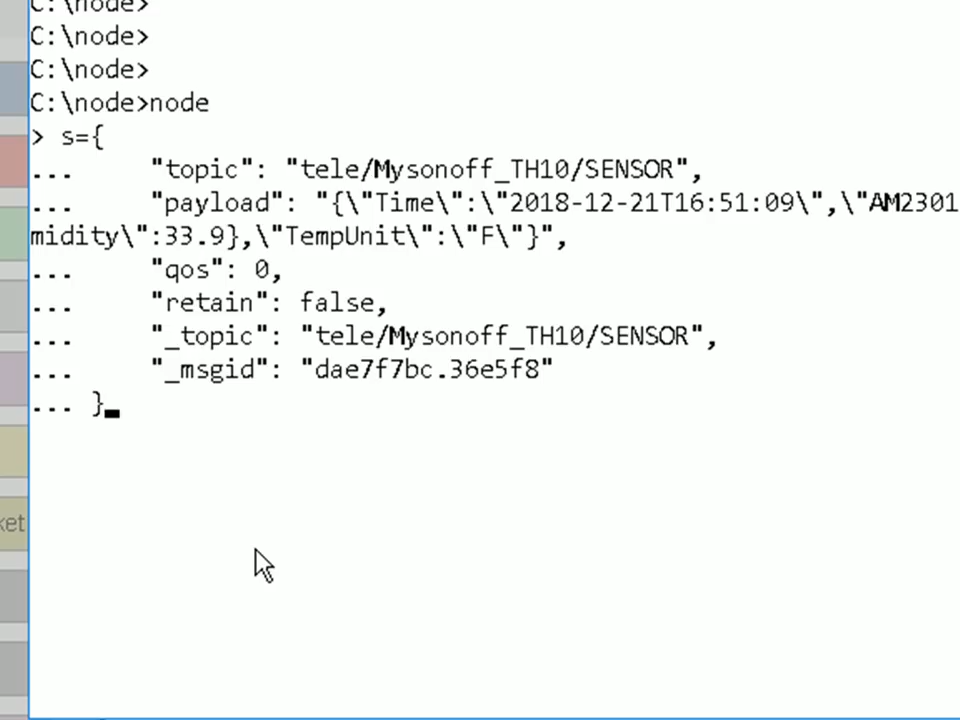 C:\node>
C:\node>
C:\node>
C:\node>node
> s={
... "topic": "tele/Mysonoff_TH10/SENSOR",
... "payload": "{\"Time\":\"2018-12-21T16:51:09\",\"AM2301
midity\":33.9},\"TempUnit\":\"F\"}",
... "qos": 0,
... "retain": false,
... "_topic": "tele/Mysonoff_TH10/SENSOR",
... "_msgid": "dae7f7bc.36e5f8"
... }
ket